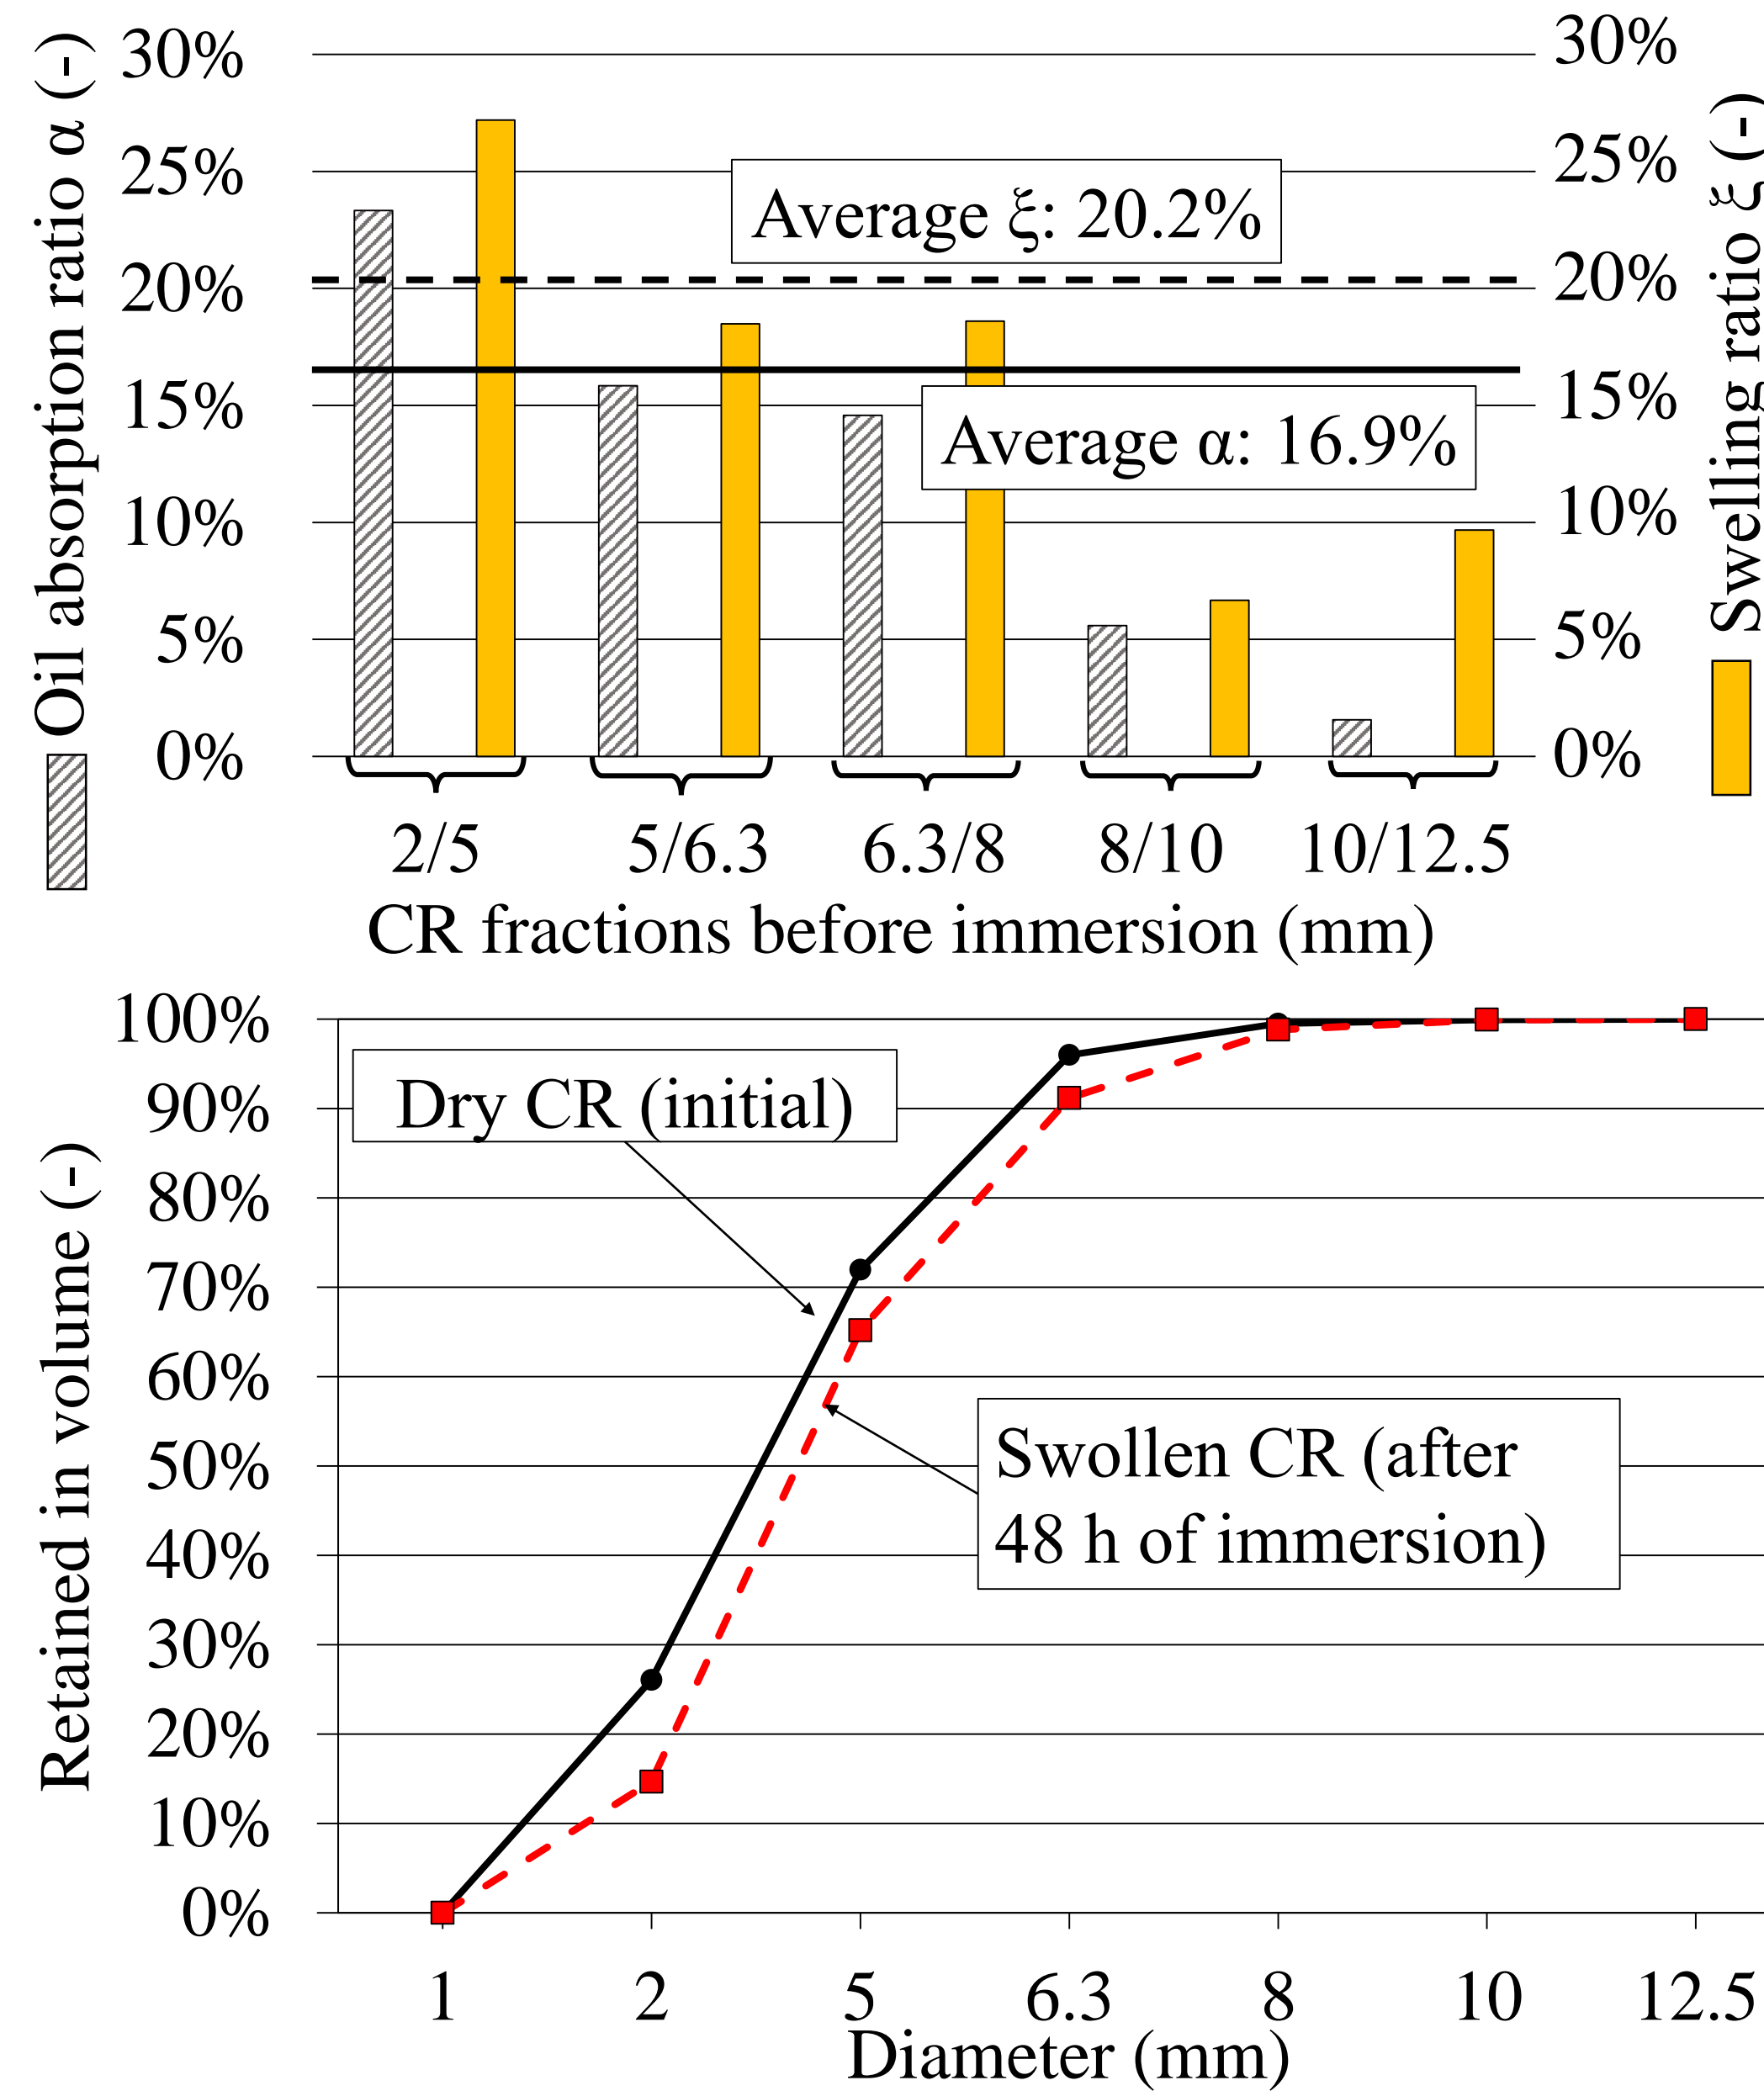 Oil absorption ratio α (-)
30%
25%
20%
15%
10%
5%
0%
30%
25%
20%
15%
10%
5%
0%
Swelling ratio ξ (-)
Average ξ: 20.2%
Average α: 16.9%
2/5 5/6.3 6.3/8 8/10 10/12.5
CR fractions before immersion (mm)
Retained in volume (-)
100%
90%
80%
70%
60%
50%
40%
30%
20%
10%
0%
Dry CR (initial)
Swollen CR (after
48 h of immersion)
1 2 5 6.3 8 10 12.5
Diameter (mm)